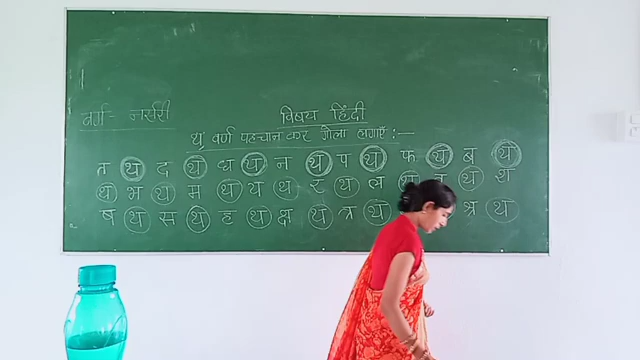 वर्ग- नर्सरी
विषय हिंदी
थ वर्ण पहचान कर गोला लगाएँ :-
त थ द थ ध थ न थ प थ फ थ ब थ
थ भ थ म थ य थ र थ ल थ थ श
ष थ स थ ह थ क्ष थ त्र थ श्र थ